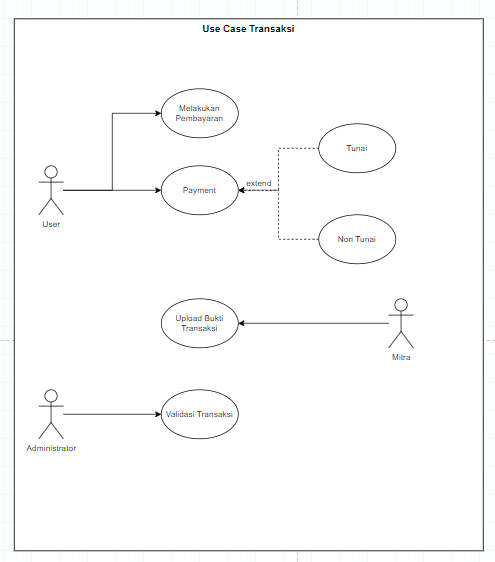 Use Case Transaksi
Melakukan
Pembayaran
Tunai
extend
Payment
User
Non Tunai
Upload Bukti
Transaksi
Mitra
Validasi Transaksi
Administrator